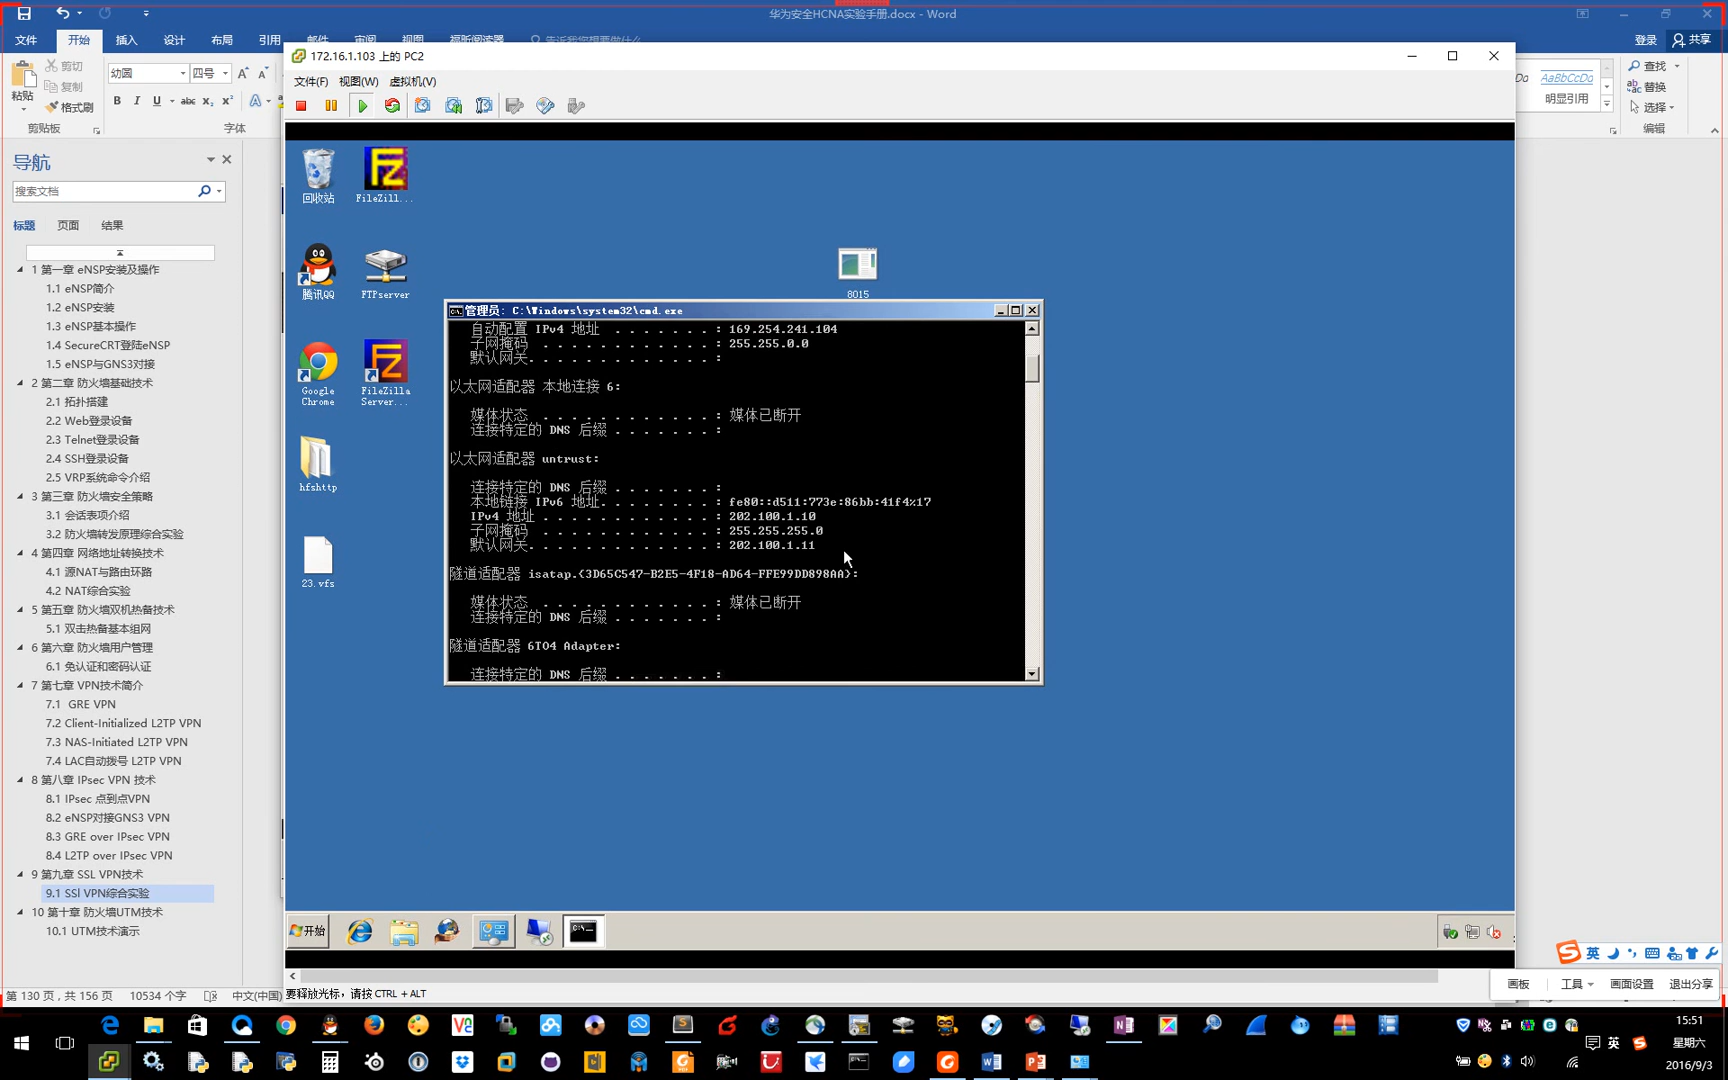 华为安全HCNA实验手册.docx - Word
文件
开始
插入
设计
布局
引用
邮件
审阅
视图
福昕阅读器
告诉我您想要做什么...
登录
共享
粘贴
剪切
复制
格式刷
剪贴板
幼圆
四号
字体
AaBbCcDo
明显引用
查找
替换
选择
编辑
导航
搜索文档
标题
页面
结果
1 第一章 eNSP安装及操作
1.1 eNSP简介
1.2 eNSP安装
1.3 eNSP基本操作
1.4 SecureCRT登陆eNSP
1.5 eNSP与GNS3对接
2 第二章 防火墙基础技术
2.1 拓扑搭建
2.2 Web登录设备
2.3 Telnet登录设备
2.4 SSH登录设备
2.5 VRP系统命令介绍
3 第三章 防火墙安全策略
3.1 会话表项介绍
3.2 防火墙转发原理综合实验
4 第四章 网络地址转换技术
4.1 源NAT与路由环路
4.2 NAT综合实验
5 第五章 防火墙双机热备技术
5.1 双击热备基本组网
6 第六章 防火墙用户管理
6.1 免认证和密码认证
7 第七章 VPN技术简介
7.1 GRE VPN
7.2 Client-Initialized L2TP VPN
7.3 NAS-Initiated L2TP VPN
7.4 LAC自动拨号 L2TP VPN
8 第八章 IPsec VPN 技术
8.1 IPsec 点到点VPN
8.2 eNSP对接GNS3 VPN
8.3 GRE over IPsec VPN
8.4 L2TP over IPsec VPN
9 第九章 SSL VPN技术
9.1 SSl VPN综合实验
10 第十章 防火墙UTM技术
10.1 UTM技术演示
第 130 页，共 156 页
10534 个字
中文(中国)
172.16.1.103 上的 PC2
文件(F)
视图(W)
虚拟机(V)
回收站
FileZill...
腾讯QQ
FTPserver
Google
Chrome
FileZilla
Server...
hfshttp
23.vfs
8015
管理员: C:\Windows\system32\cmd.exe
自动配置 IPv4 地址 . . . . . . . : 169.254.241.104
子网掩码 . . . . . . . . . . . . : 255.255.0.0
默认网关. . . . . . . . . . . . . :
以太网适配器 本地连接 6:
媒体状态 . . . . . . . . . . . . : 媒体已断开
连接特定的 DNS 后缀 . . . . . . . :
以太网适配器 untrust:
连接特定的 DNS 后缀 . . . . . . . :
本地链接 IPv6 地址. . . . . . . . : fe80::d511:773e:86bb:41f4%17
IPv4 地址 . . . . . . . . . . . . : 202.100.1.10
子网掩码 . . . . . . . . . . . . : 255.255.255.0
默认网关. . . . . . . . . . . . . : 202.100.1.11
隧道适配器 isatap.{3D65C547-B2E5-4F18-AD64-FFE99DD898AA}:
媒体状态 . . . . . . . . . . . . : 媒体已断开
连接特定的 DNS 后缀 . . . . . . . :
隧道适配器 6TO4 Adapter:
连接特定的 DNS 后缀 . . . . . . . :
开始
要释放光标，请按 CTRL + ALT
英
画板
工具
画面设置
退出分享
英
15:51
星期六
2016/9/3